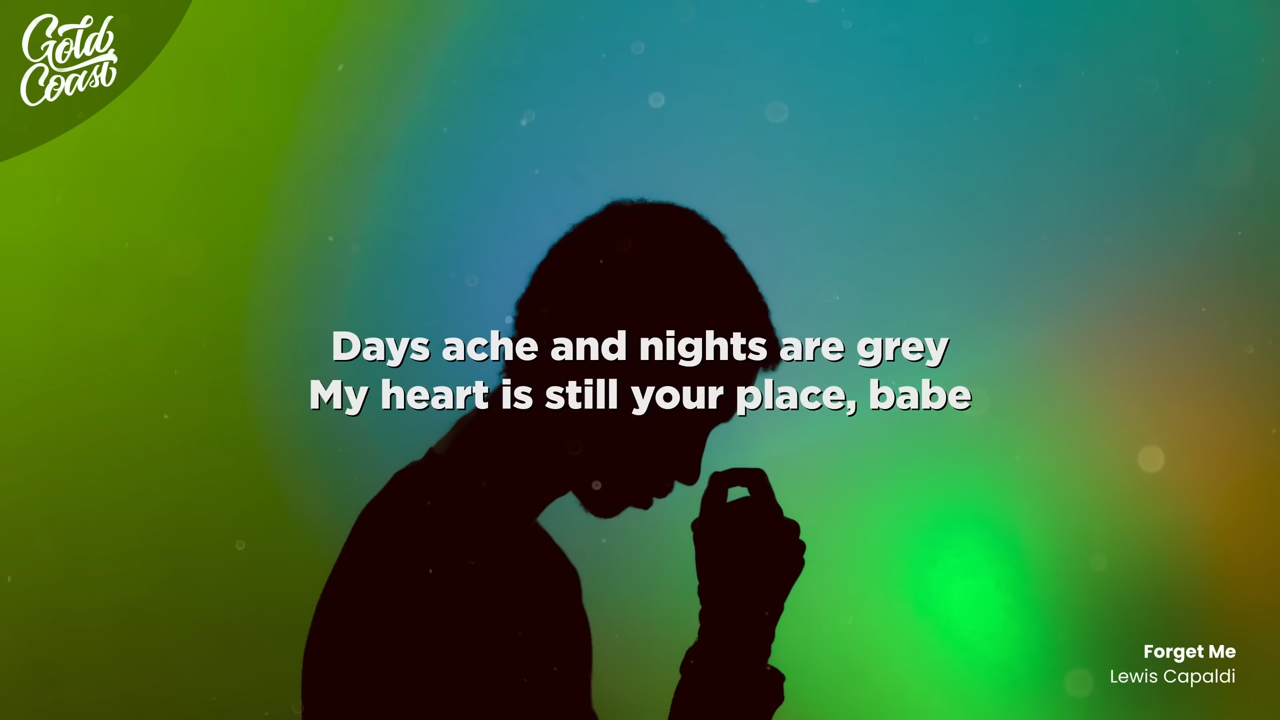 Gold
Coast
Days ache and nights are grey
My heart is still your place, babe
Forget Me
Lewis Capaldi